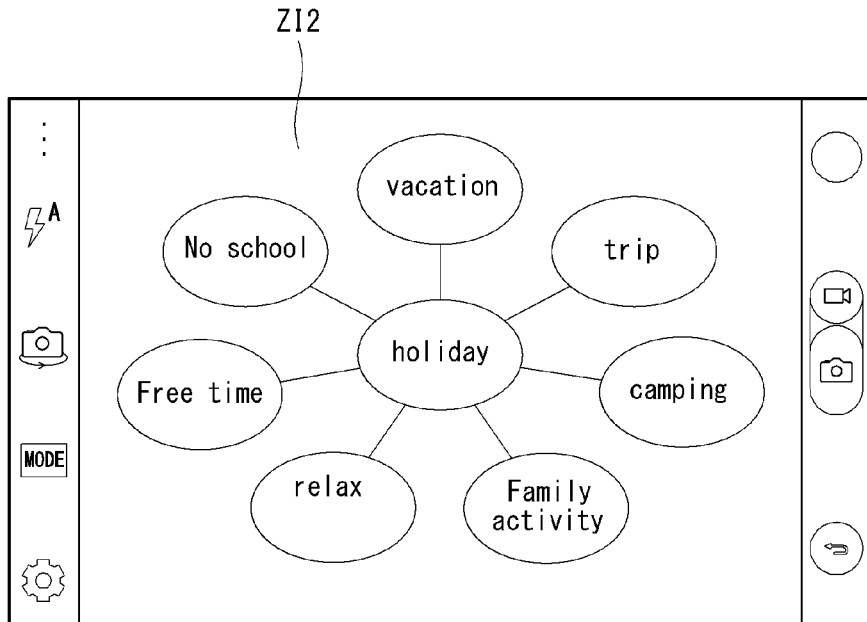 ZI2
A
MODE
vacation
No school
trip
holiday
Free time
camping
relax
Family
activity